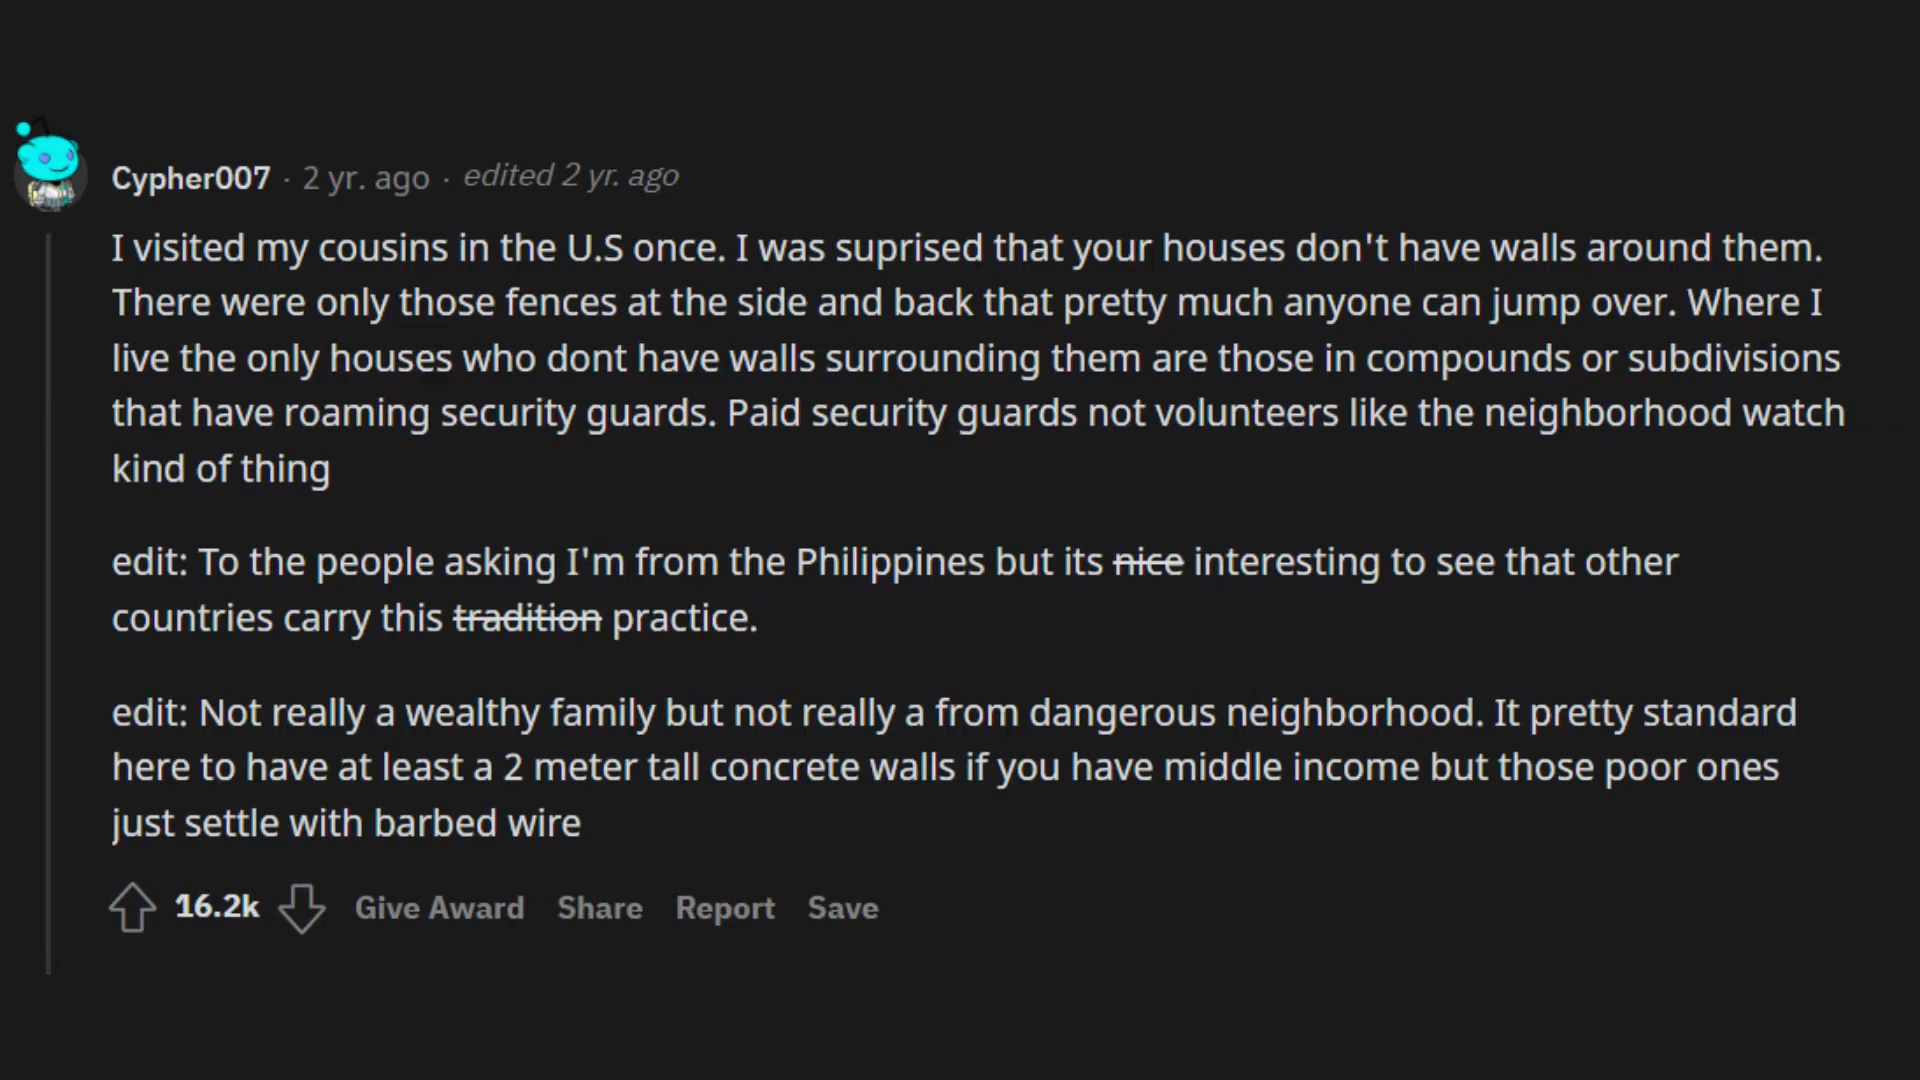 Cypher007 · 2 yr. ago · edited 2 yr. ago
I visited my cousins in the U.S once. I was suprised that your houses don't have walls around them.
There were only those fences at the side and back that pretty much anyone can jump over. Where I
live the only houses who dont have walls surrounding them are those in compounds or subdivisions
that have roaming security guards. Paid security guards not volunteers like the neighborhood watch
kind of thing
edit: To the people asking I'm from the Philippines but its nice interesting to see that other
countries carry this tradition practice.
edit: Not really a wealthy family but not really a from dangerous neighborhood. It pretty standard
here to have at least a 2 meter tall concrete walls if you have middle income but those poor ones
just settle with barbed wire
16.2k Give Award Share Report Save